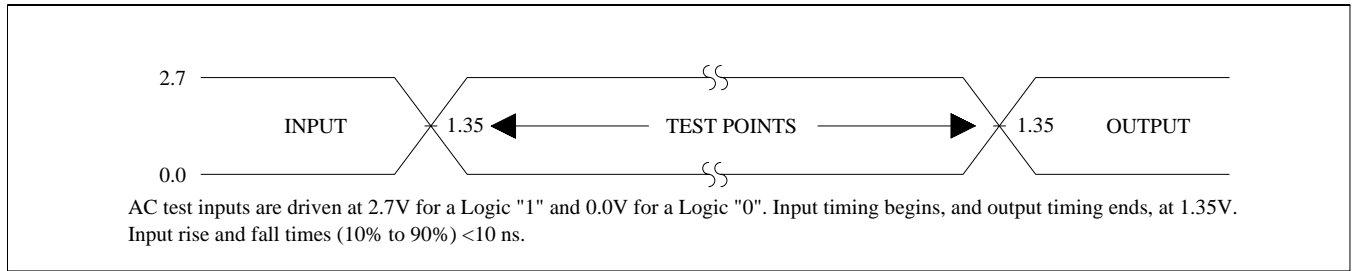 2.7
INPUT 1.35 TEST POINTS 1.35 OUTPUT
0.0
AC test inputs are driven at 2.7V for a Logic "1" and 0.0V for a Logic "0". Input timing begins, and output timing ends, at 1.35V.
Input rise and fall times (10% to 90%) <10 ns.